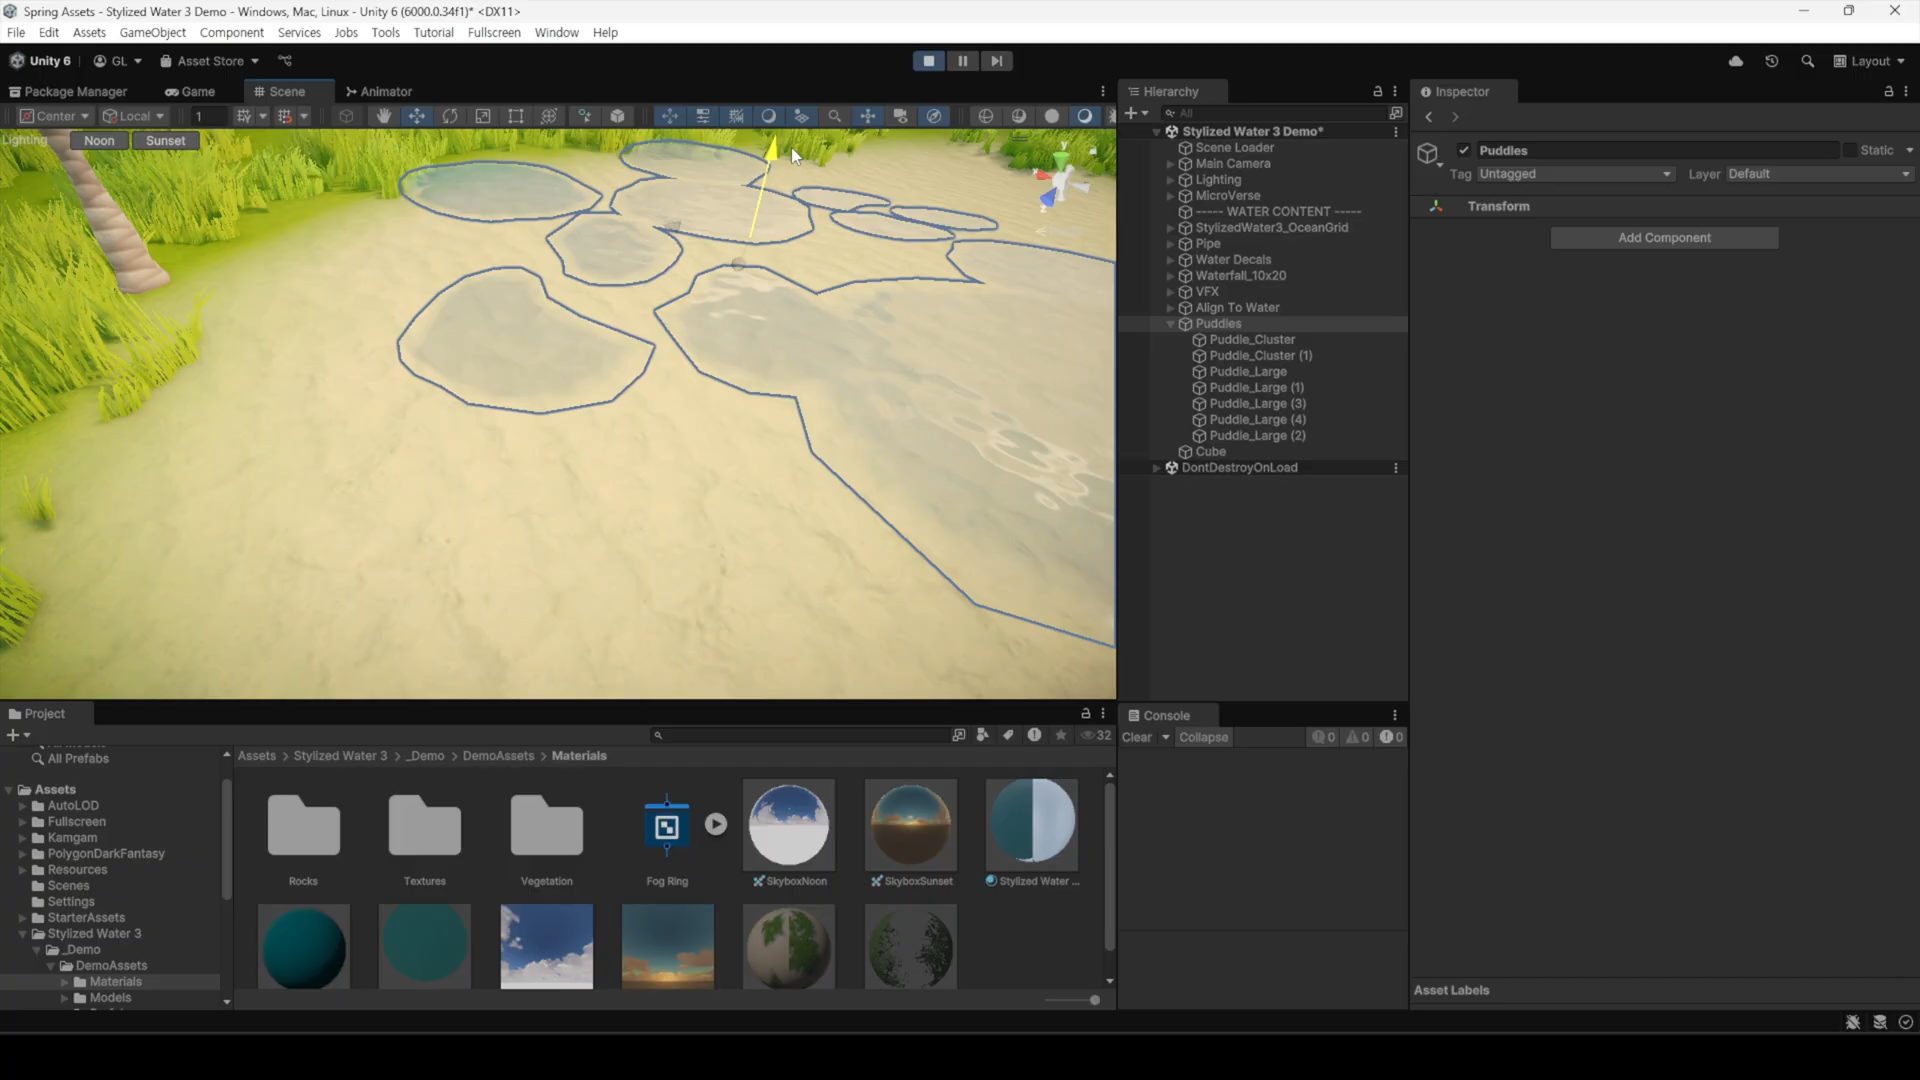 Spring Assets - Stylized Water 3 Demo - Windows, Mac, Linux - Unity 6 (6000.0.34f1)* <DX11>
File Edit Assets GameObject Component Services Jobs Tools Tutorial Fullscreen Window Help
Unity 6 GL Asset Store Layout
Package Manager Game Scene Animator
Center Local 1
Lighting Noon Sunset
y
z
Hierarchy
All
Stylized Water 3 Demo*
Scene Loader
Main Camera
Lighting
MicroVerse
----- WATER CONTENT -----
StylizedWater3_OceanGrid
Pipe
Water Decals
Waterfall_10x20
VFX
Align To Water
Puddles
Puddle_Cluster
Puddle_Cluster (1)
Puddle_Large
Puddle_Large (1)
Puddle_Large (3)
Puddle_Large (4)
Puddle_Large (2)
Cube
DontDestroyOnLoad
Inspector
Puddles Static
Tag Untagged Layer Default
Transform
Add Component
Asset Labels
Project
32
All Prefabs
Assets
AutoLOD
Fullscreen
Kamgam
PolygonDarkFantasy
Resources
Scenes
Settings
StarterAssets
Stylized Water 3
_Demo
DemoAssets
Materials
Models
Assets > Stylized Water 3 > _Demo > DemoAssets > Materials
Rocks Textures Vegetation Fog Ring SkyboxNoon SkyboxSunset Stylized Water ...
Console
Clear Collapse 0 0 0